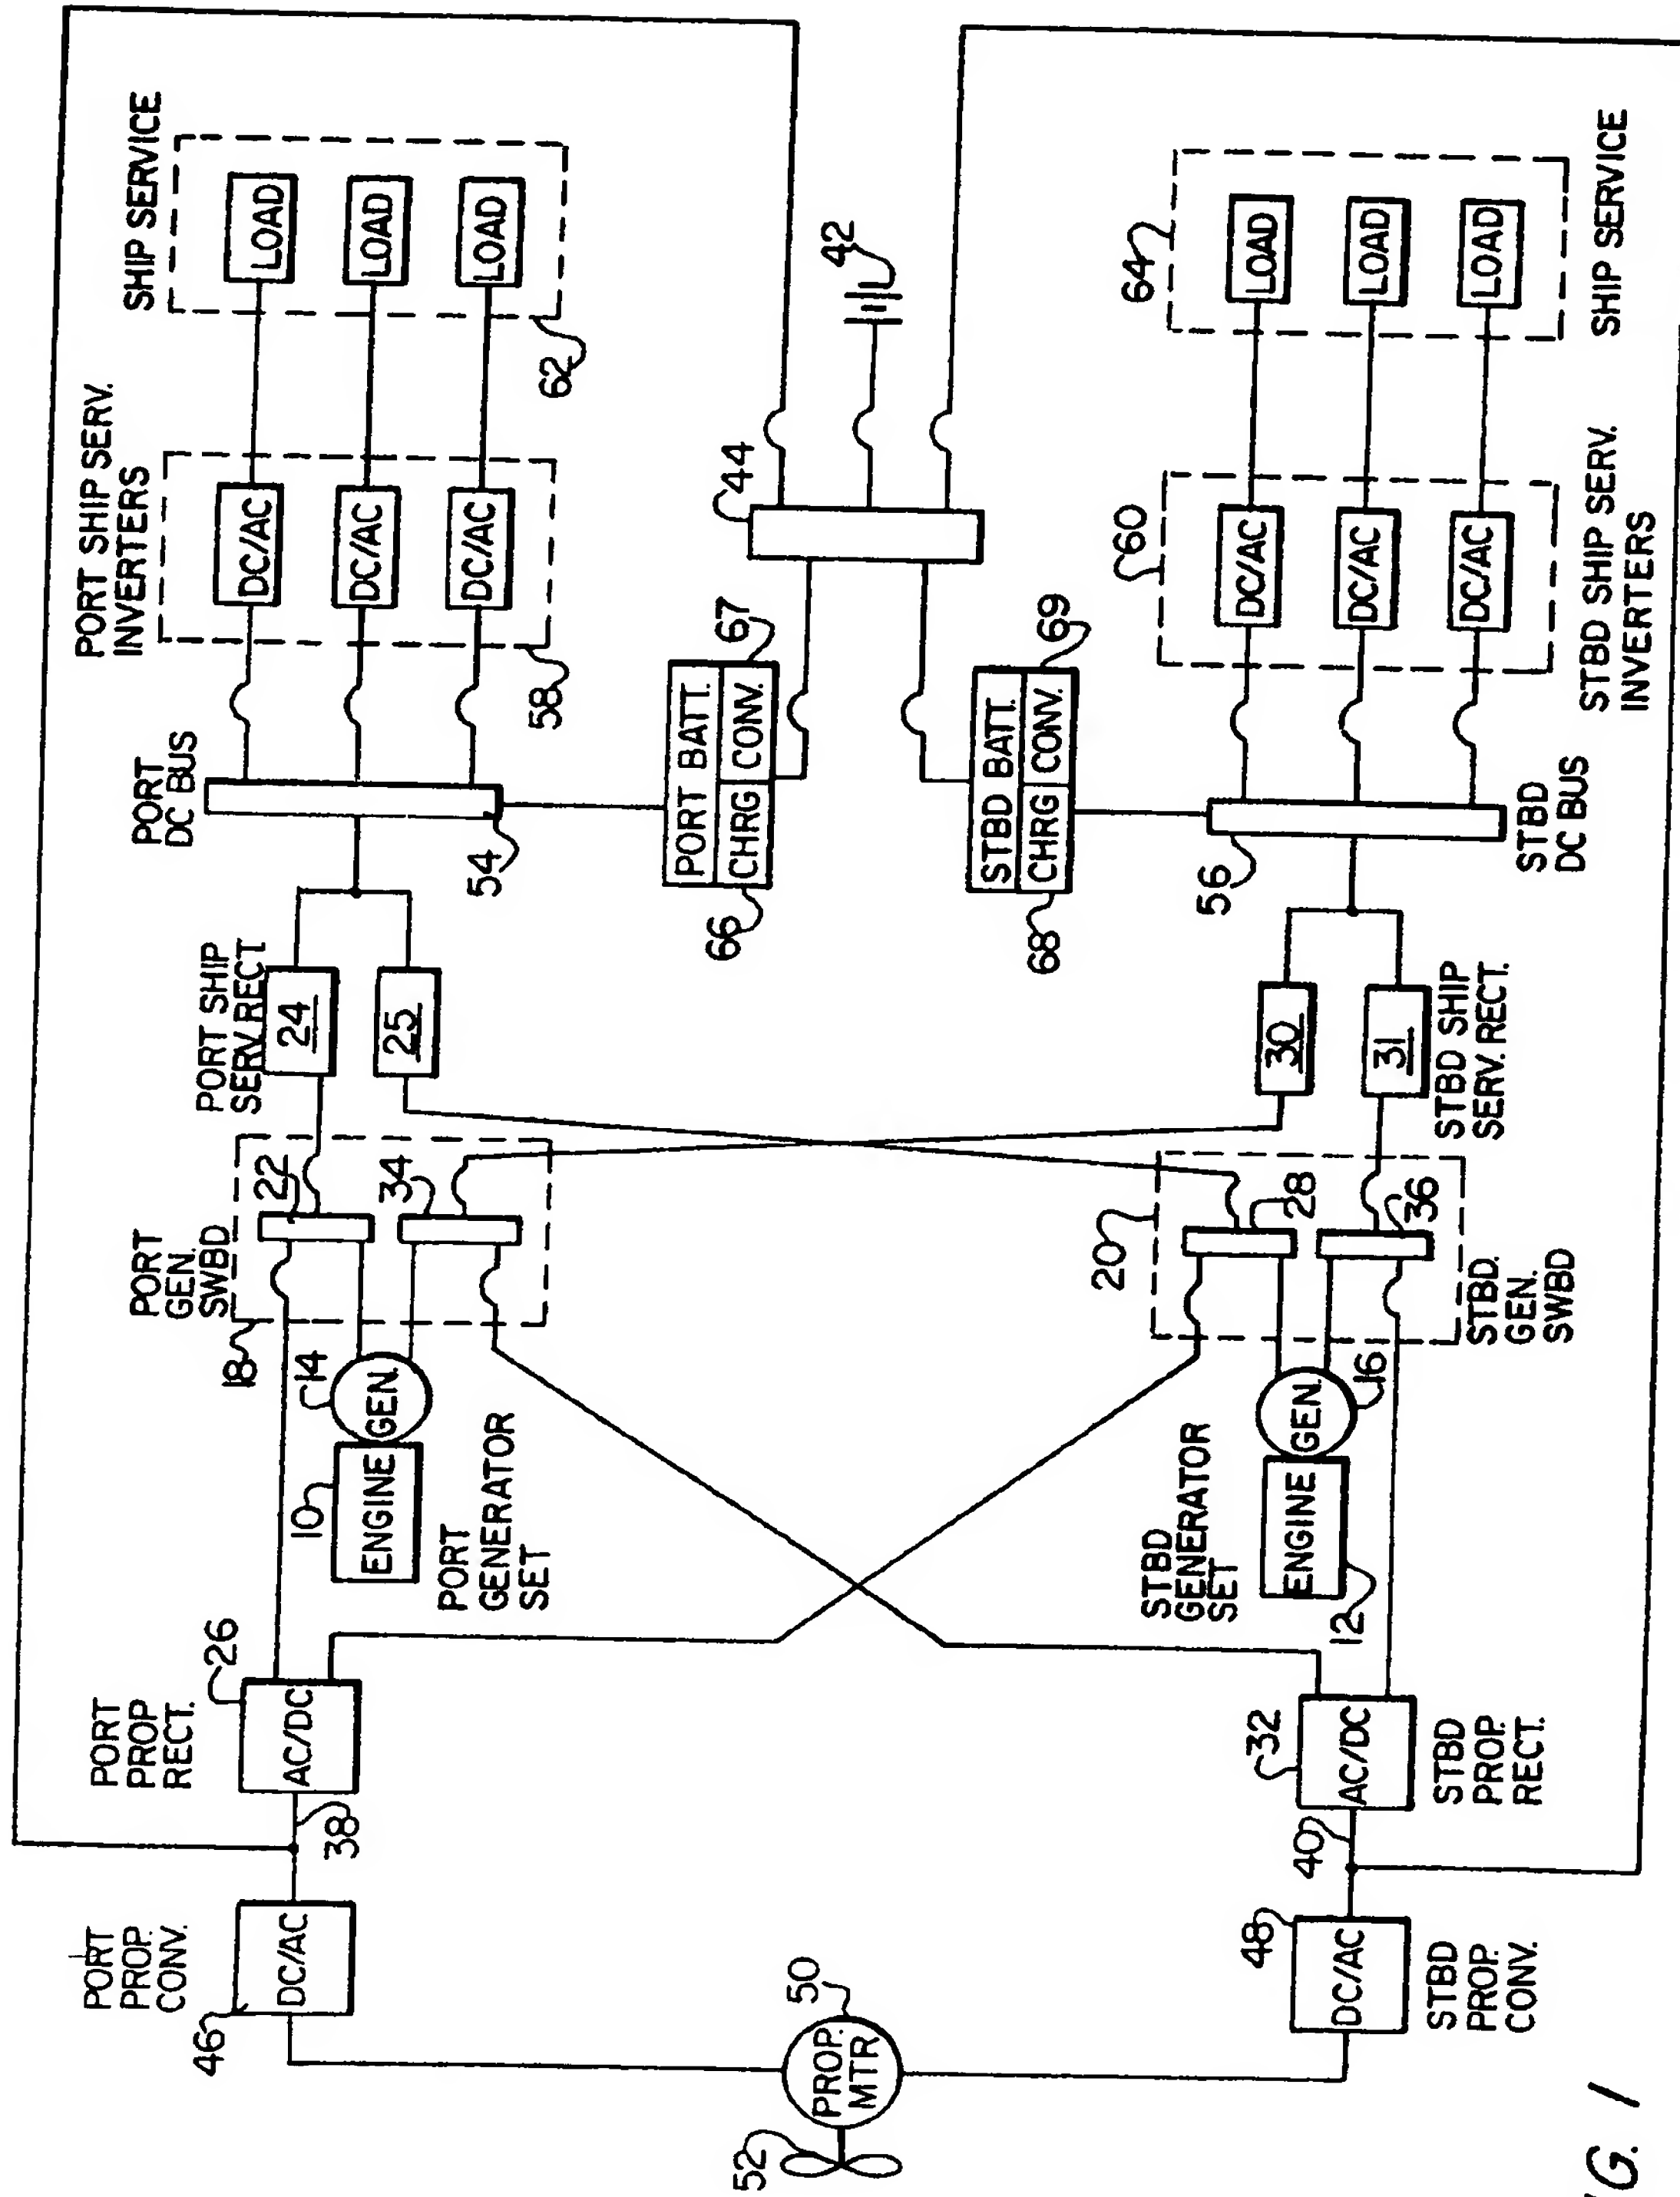 PORT
PROP.
CONV.
46
DC/AC
38
PORT
PROP
RECT.
26
AC/DC
10
ENGINE
GEN.
14
PORT
GENERATOR
SET
18
PORT
GEN.
SWBD
22
34
PORT SHIP
SERV. RECT
24
25
PORT
DC BUS
54
PORT SHIP SERV.
INVERTERS
DC/AC
DC/AC
DC/AC
58
SHIP SERVICE
LOAD
LOAD
LOAD
62
52
PROP.
MTR
50
PORT BATT.
CHRG
CONV.
66
67
44
42
STBD BATT.
CHRG
CONV.
68
69
48
DC/AC
STBD
PROP.
CONV.
40
32
AC/DC
STBD
PROP.
RECT.
STBD
GENERATOR
SET
ENGINE
GEN.
12
16
20
28
36
STBD.
GEN.
SWBD
30
31
STBD SHIP
SERV. RECT.
56
STBD
DC BUS
60
DC/AC
DC/AC
DC/AC
STBD SHIP SERV.
INVERTERS
64
LOAD
LOAD
LOAD
SHIP SERVICE
G. 1